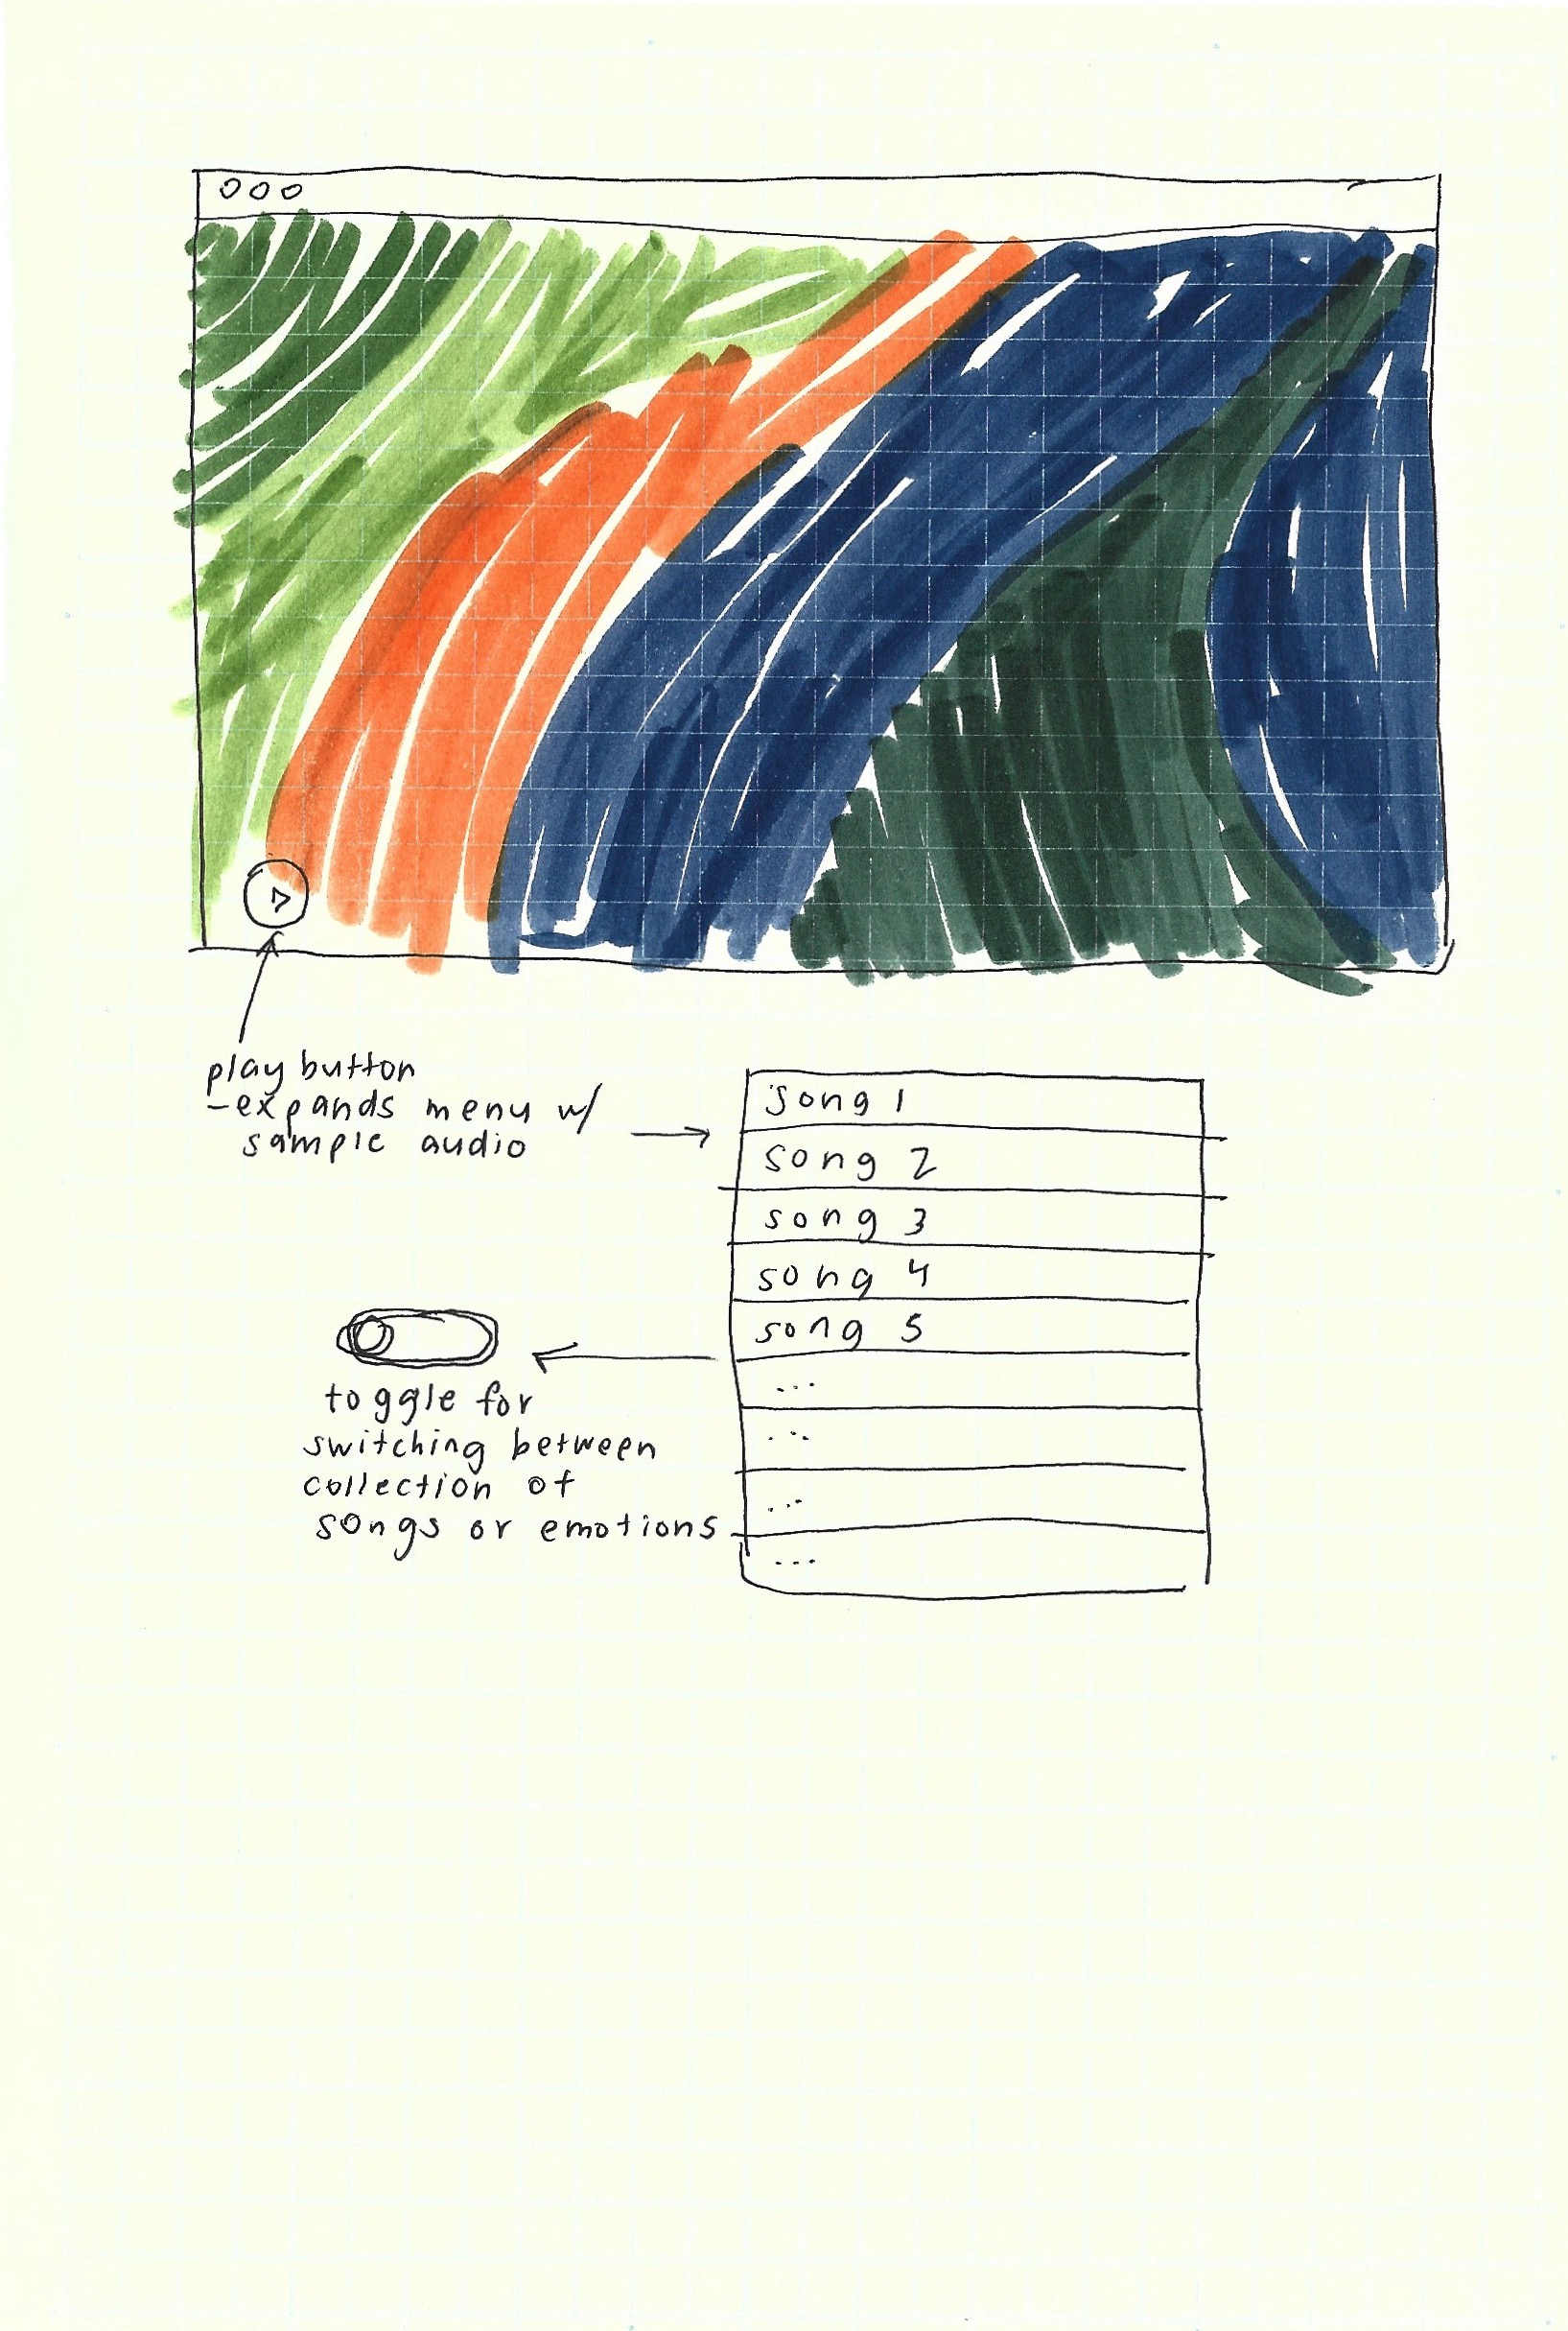 play button
-expands menu w/
sample audio
song 1
song 2
song 3
song 4
song 5
...
...
...
...
toggle for
switching between
collection of
songs or emotions